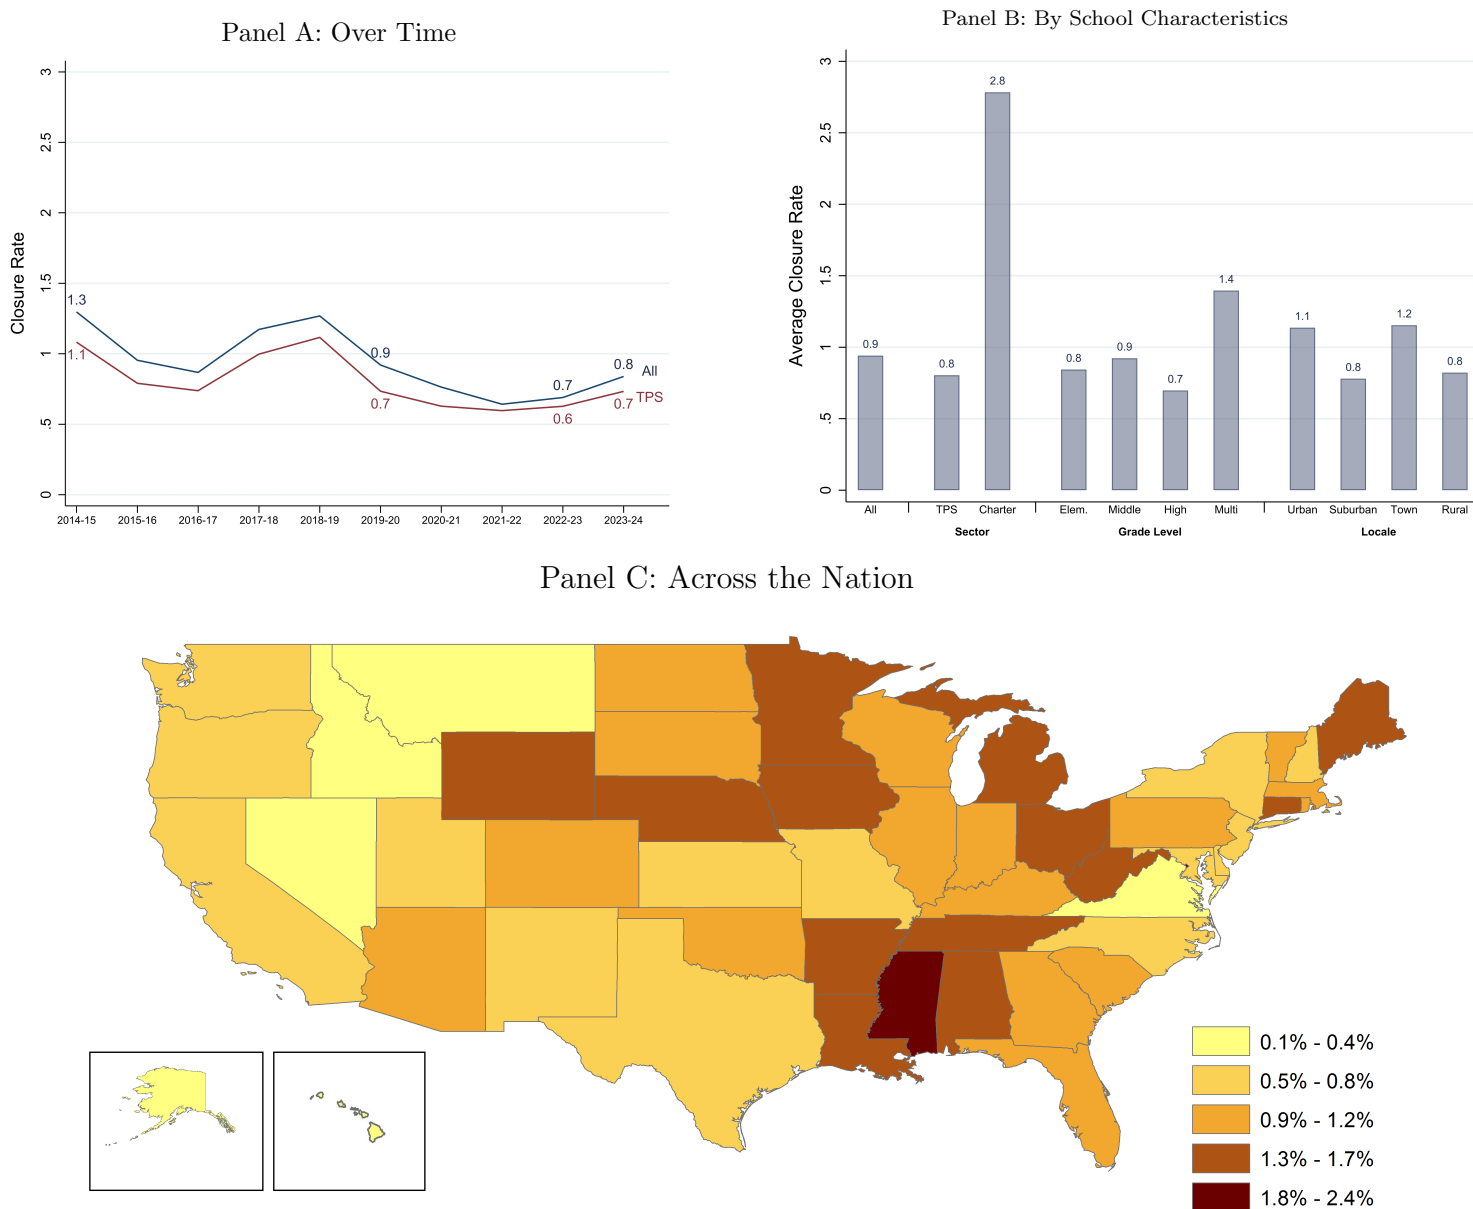 Panel A: Over Time
Closure Rate
3
2.5
2
1.5
1
.5
0
1.3
1.1
0.9
0.7
0.7
0.6
0.8
0.7
All
TPS
2014-15 2015-16 2016-17 2017-18 2018-19 2019-20 2020-21 2021-22 2022-23 2023-24
Panel B: By School Characteristics
Average Closure Rate
3
2.5
2
1.5
1
.5
0
0.9 0.8 2.8 0.8 0.9 0.7 1.4 1.1 0.8 1.2 0.8
All TPS Charter Elem. Middle High Multi Urban Suburban Town Rural
Sector Grade Level Locale
Panel C: Across the Nation
0.1% - 0.4%
0.5% - 0.8%
0.9% - 1.2%
1.3% - 1.7%
1.8% - 2.4%